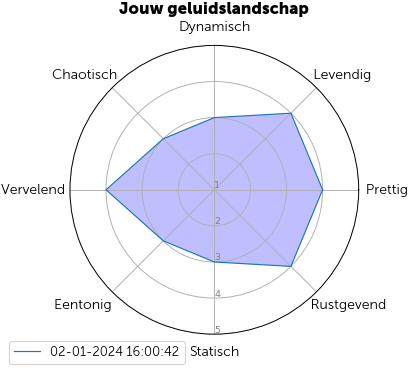 Jouw geluidslandschap
Dynamisch
Chaotisch
Levendig
Vervelend
Prettig
1
2
3
4
5
Eentonig
Rustgevend
02-01-2024 16:00:42
Statisch